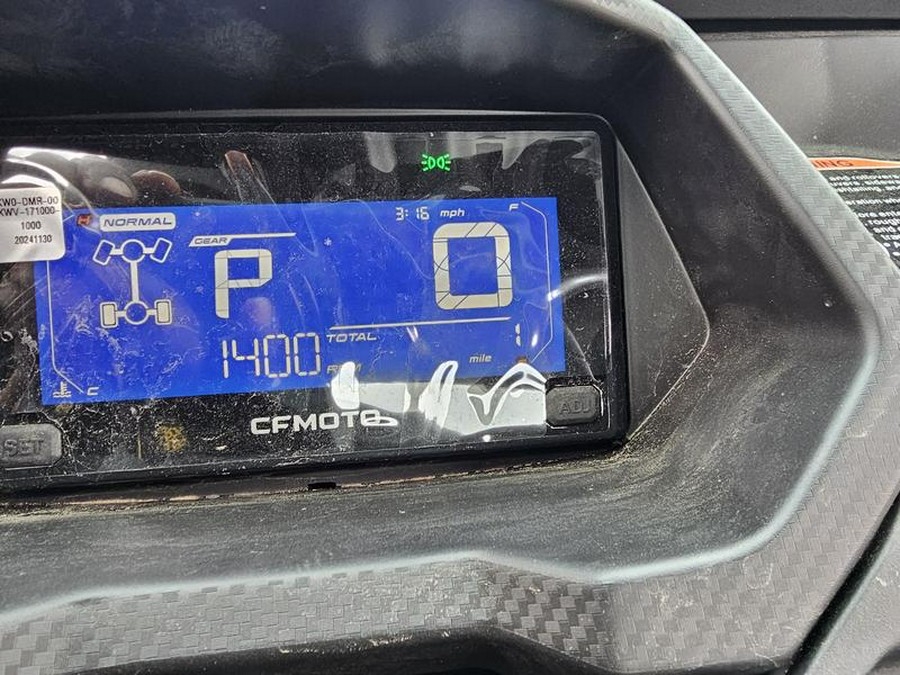 KW0-DMR-00
KWV-171000-
1000
20241130
H NORMAL
GEAR
P
3:16 mph
F
0
1400 RPM
TOTAL
1
mile
C
CFMOTO
SET
ADJ